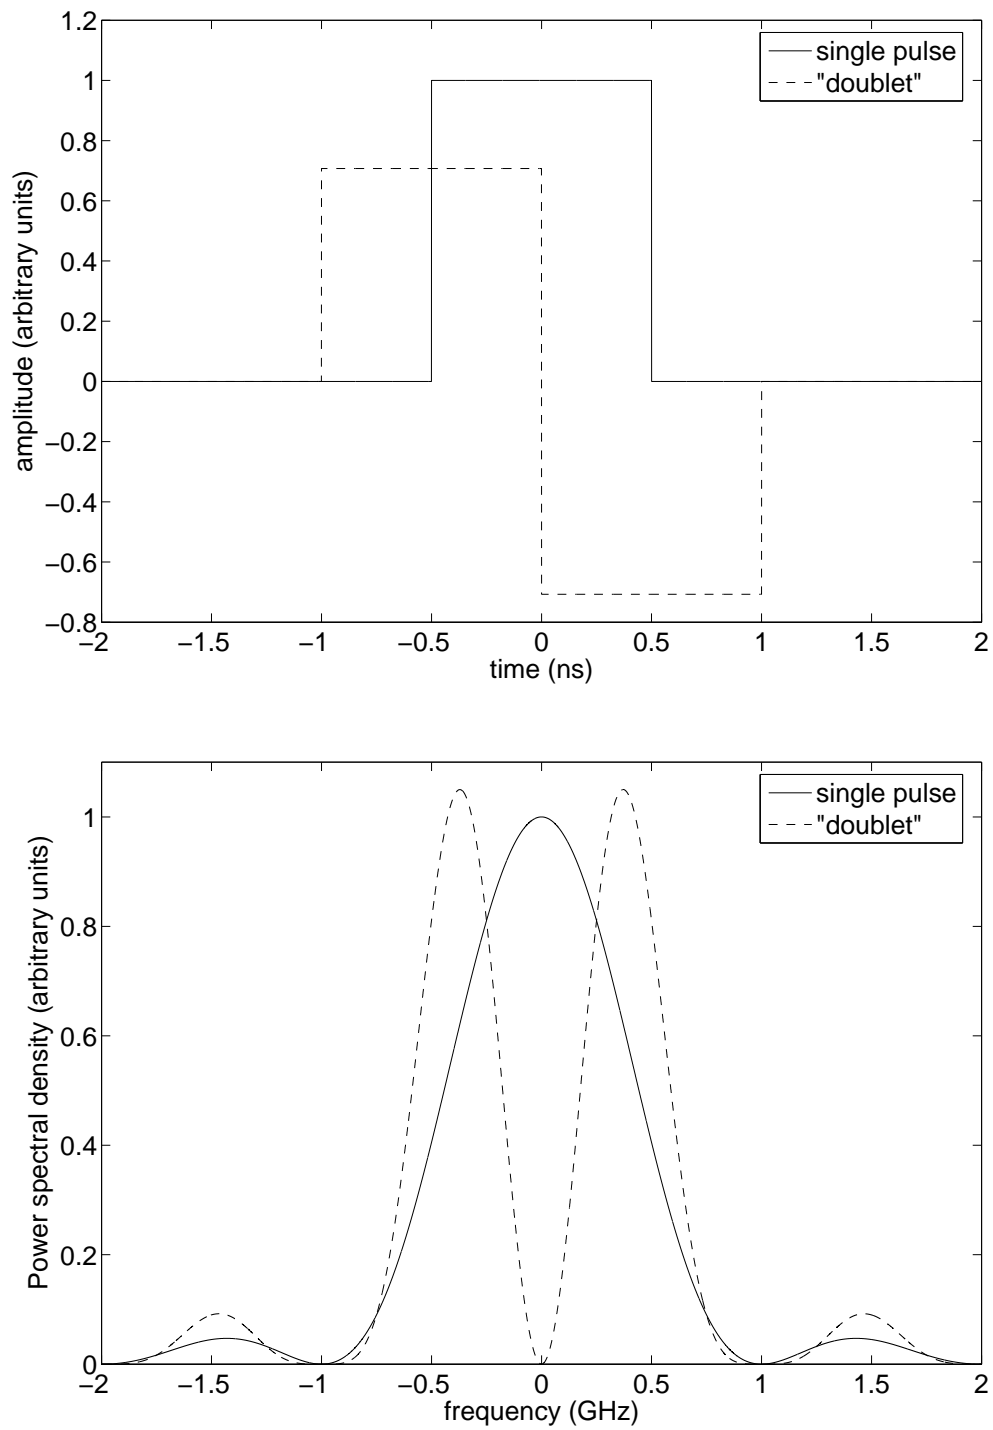 1.2
1
0.8
0.6
0.4
0.2
0
−0.2
−0.4
−0.6
−0.8
amplitude (arbitrary units)
single pulse
"doublet"
−2 −1.5 −1 −0.5 0 0.5 1 1.5 2
time (ns)
1
0.8
0.6
0.4
0.2
0
Power spectral density (arbitrary units)
single pulse
"doublet"
−2 −1.5 −1 −0.5 0 0.5 1 1.5 2
frequency (GHz)